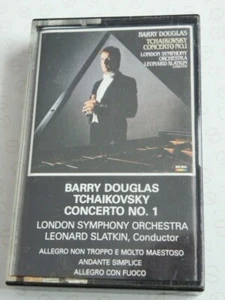 BARRY DOUGLAS
TCHAIKOVSKY
CONCERTO NO.1
LONDON SYMPHONY
ORCHESTRA
LEONARD SLATKIN
BARRY DOUGLAS
TCHAIKOVSKY
CONCERTO NO. 1
LONDON SYMPHONY ORCHESTRA
LEONARD SLATKIN, Conductor
ALLEGRO NON TROPPO E MOLTO MAESTOSO
ANDANTE SIMPLICE
ALLEGRO CON FUOCO